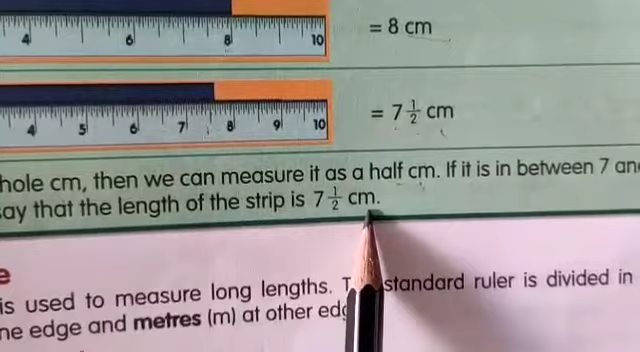 4 6 8 10
= 8 cm
4 5 6 7 8 9 10
= 7 1/2 cm
hole cm, then we can measure it as a half cm. If it is in between 7 an
say that the length of the strip is 7 1/2 cm.
e
is used to measure long lengths. T standard ruler is divided in
ne edge and metres (m) at other edg